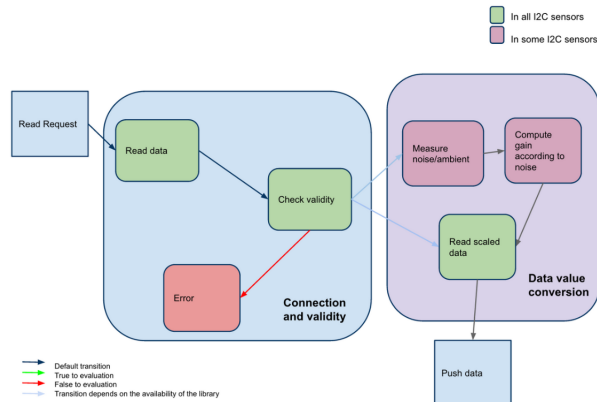 In all I2C sensors
In some I2C sensors
Read Request
Read data
Check validity
Error
Connection
and validity
Measure
noise/ambient
Compute
gain
according to
noise
Read scaled
data
Data value
conversion
Push data
Default transition
True to evaluation
False to evaluation
Transition depends on the availability of the library